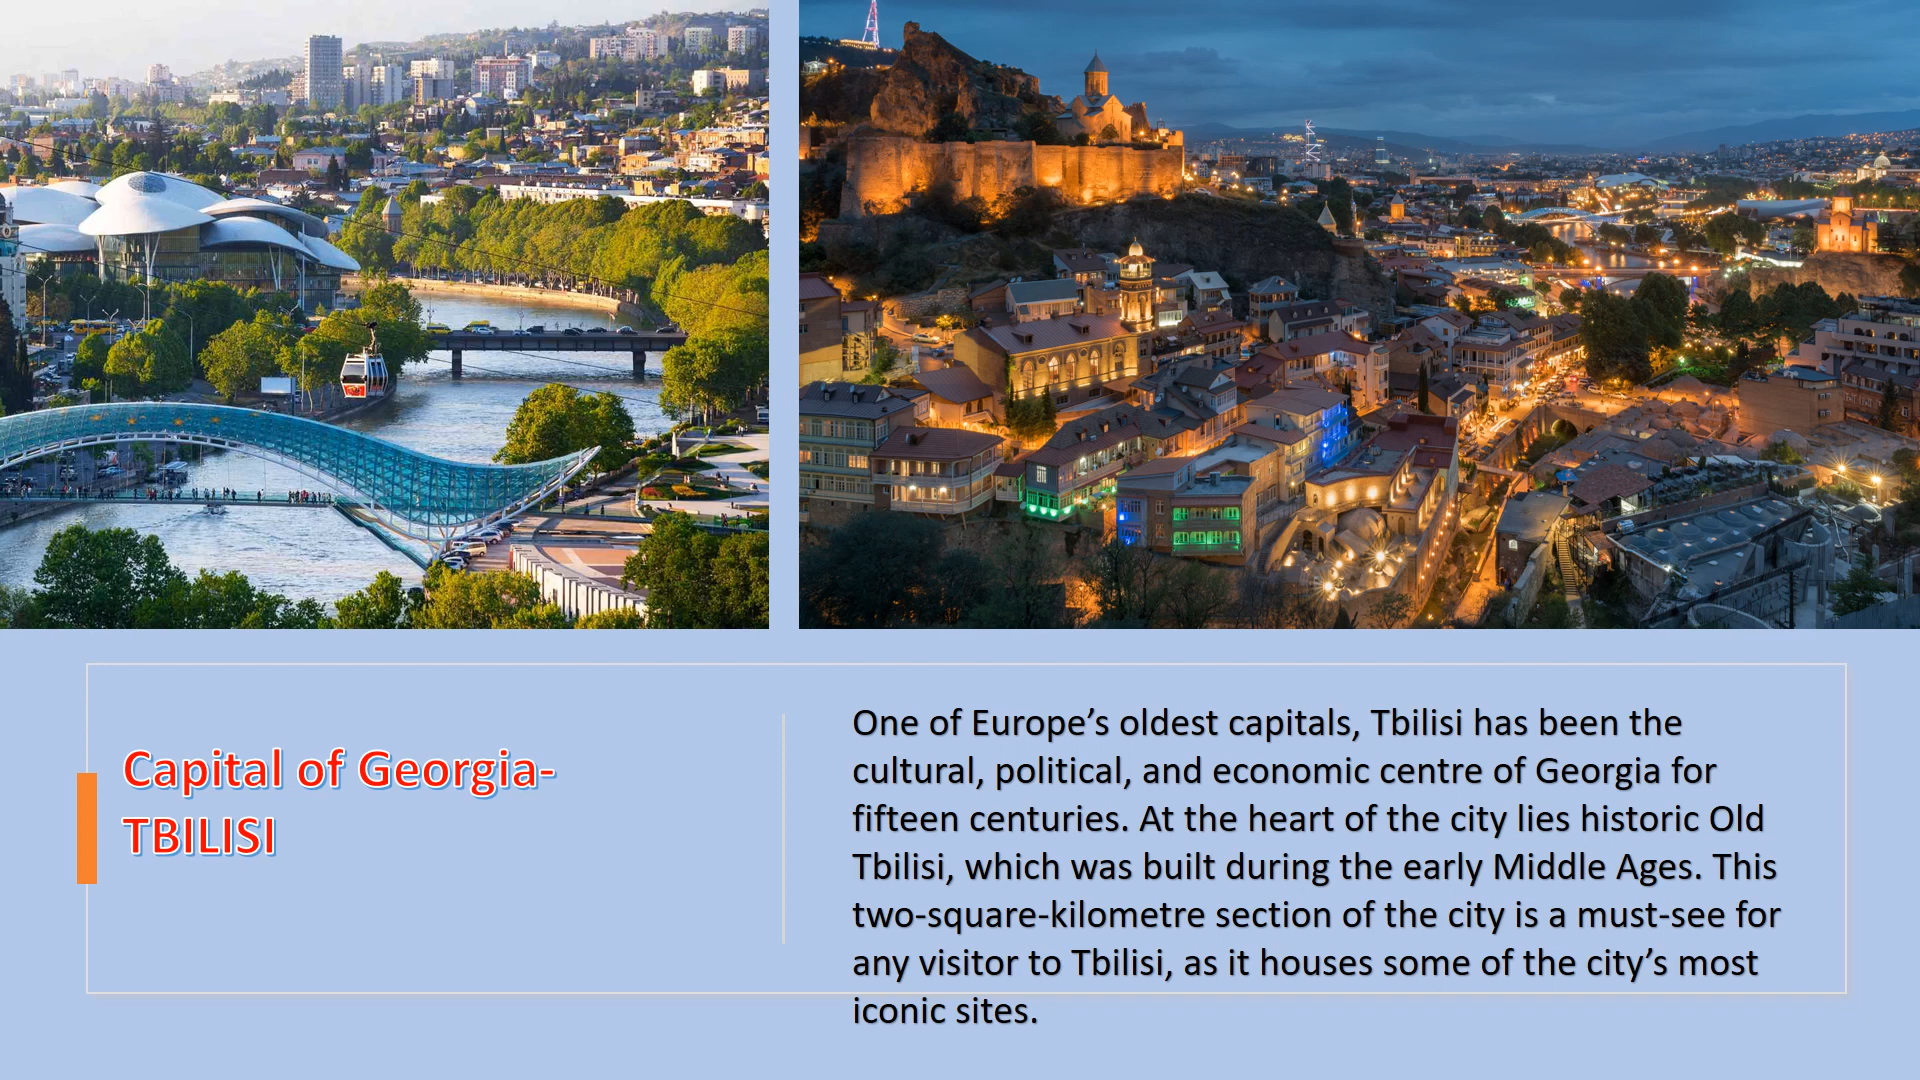 Capital of Georgia-
TBILISI
One of Europe’s oldest capitals, Tbilisi has been the
cultural, political, and economic centre of Georgia for
fifteen centuries. At the heart of the city lies historic Old
Tbilisi, which was built during the early Middle Ages. This
two-square-kilometre section of the city is a must-see for
any visitor to Tbilisi, as it houses some of the city’s most
iconic sites.